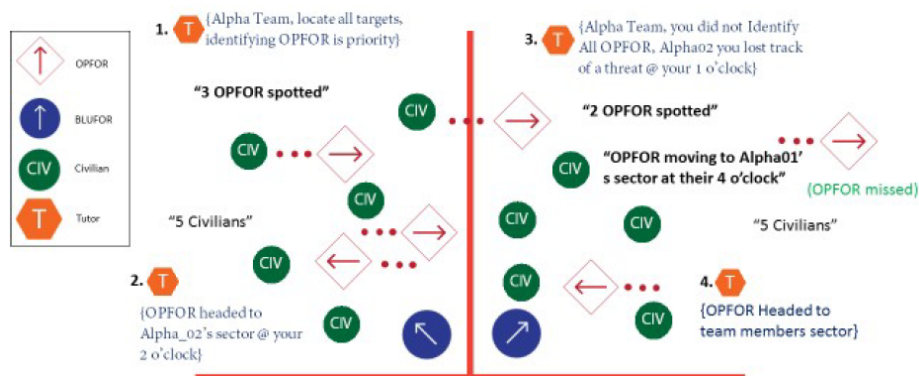 OPFOR
BLUFOR
CIV
Civilian
T
Tutor
1. T {Alpha Team, locate all targets,
identifying OPFOR is priority}
"3 OPFOR spotted"
CIV
CIV
CIV
"5 Civilians"
CIV
2. T
{OPFOR headed to
Alpha_02's sector @ your
2 o'clock}
CIV
3. T {Alpha Team, you did not Identify
All OPFOR, Alpha02 you lost track
of a threat @ your 1 o'clock}
"2 OPFOR spotted"
CIV
"OPFOR moving to Alpha01'
s sector at their 4 o'clock"
(OPFOR missed)
CIV
CIV
"5 Civilians"
CIV
4. T
{OPFOR Headed to
team members sector}
CIV